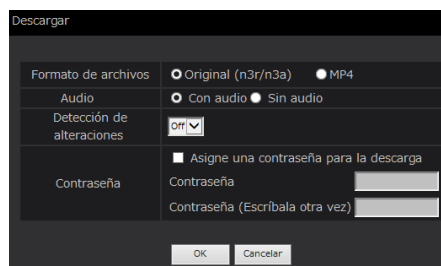 Descargar
Formato de archivos Original (n3r/n3a) MP4
Audio Con audio Sin audio
Detección de
alteraciones Off
Contraseña
Asigne una contraseña para la descarga
Contraseña
Contraseña (Escríbala otra vez)
OK Cancelar